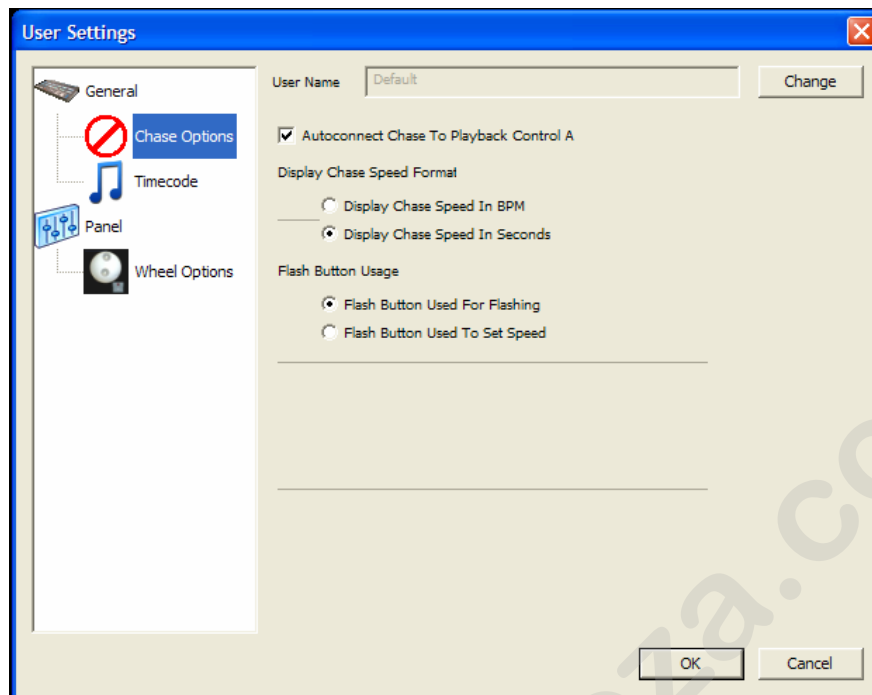 User Settings
General
Chase Options
Timecode
Panel
Wheel Options
User Name Default Change
Autoconnect Chase To Playback Control A
Display Chase Speed Format
Display Chase Speed In BPM
Display Chase Speed In Seconds
Flash Button Usage
Flash Button Used For Flashing
Flash Button Used To Set Speed
OK Cancel